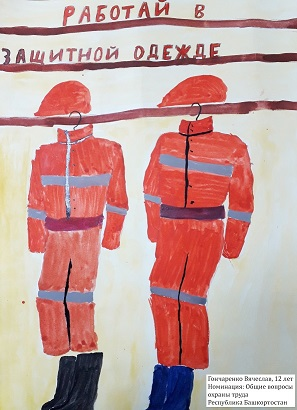 РАБОТАЙ В
ЗАЩИТНОЙ ОДЕЖДЕ
Гончаренко Вячеслав, 12 лет
Номинация: Общие вопросы
охраны труда
Республика Башкортостан